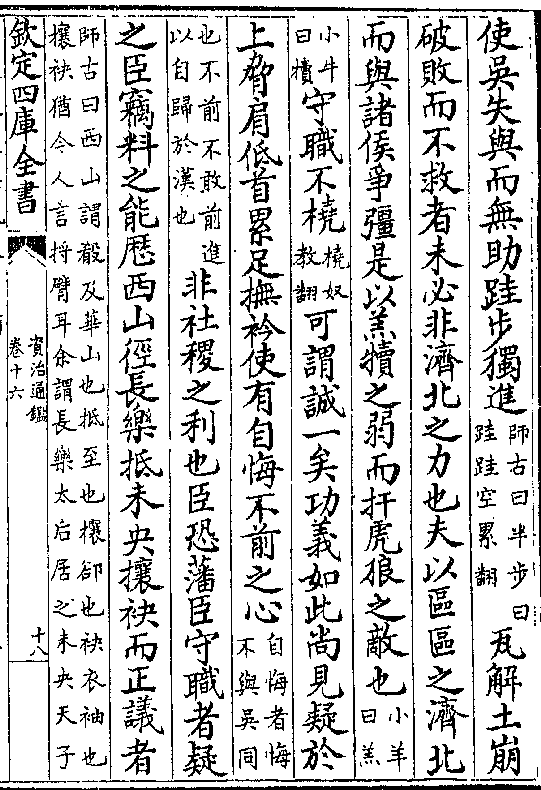 使吳失與而無助跬步獨進師古曰半步曰跬跬空累翻瓦解土崩
破敗而不救者未必非濟北之力也夫以區區之濟北
而與諸侯爭彊是以羔犢之弱而扞虎狼之敵也小羊曰羔
小牛曰犢守職不橈橈奴教翻可謂誠一矣功義如此尚見疑於
上脅肩低首累足撫衿使有自悔不前之心自悔者悔不與吳同
也不前不敢前進以自歸於漢也非社稷之利也臣恐藩臣守職者疑
之臣竊料之能厯西山徑長樂抵未央攘袂而正議者
師古曰西山謂殽及華山也抵至也攘卻也袂衣袖也
攘袂猶今人言捋臂耳余謂長樂太后居之未央天子
欽定四庫全書
資治通鑑
卷十六
十八